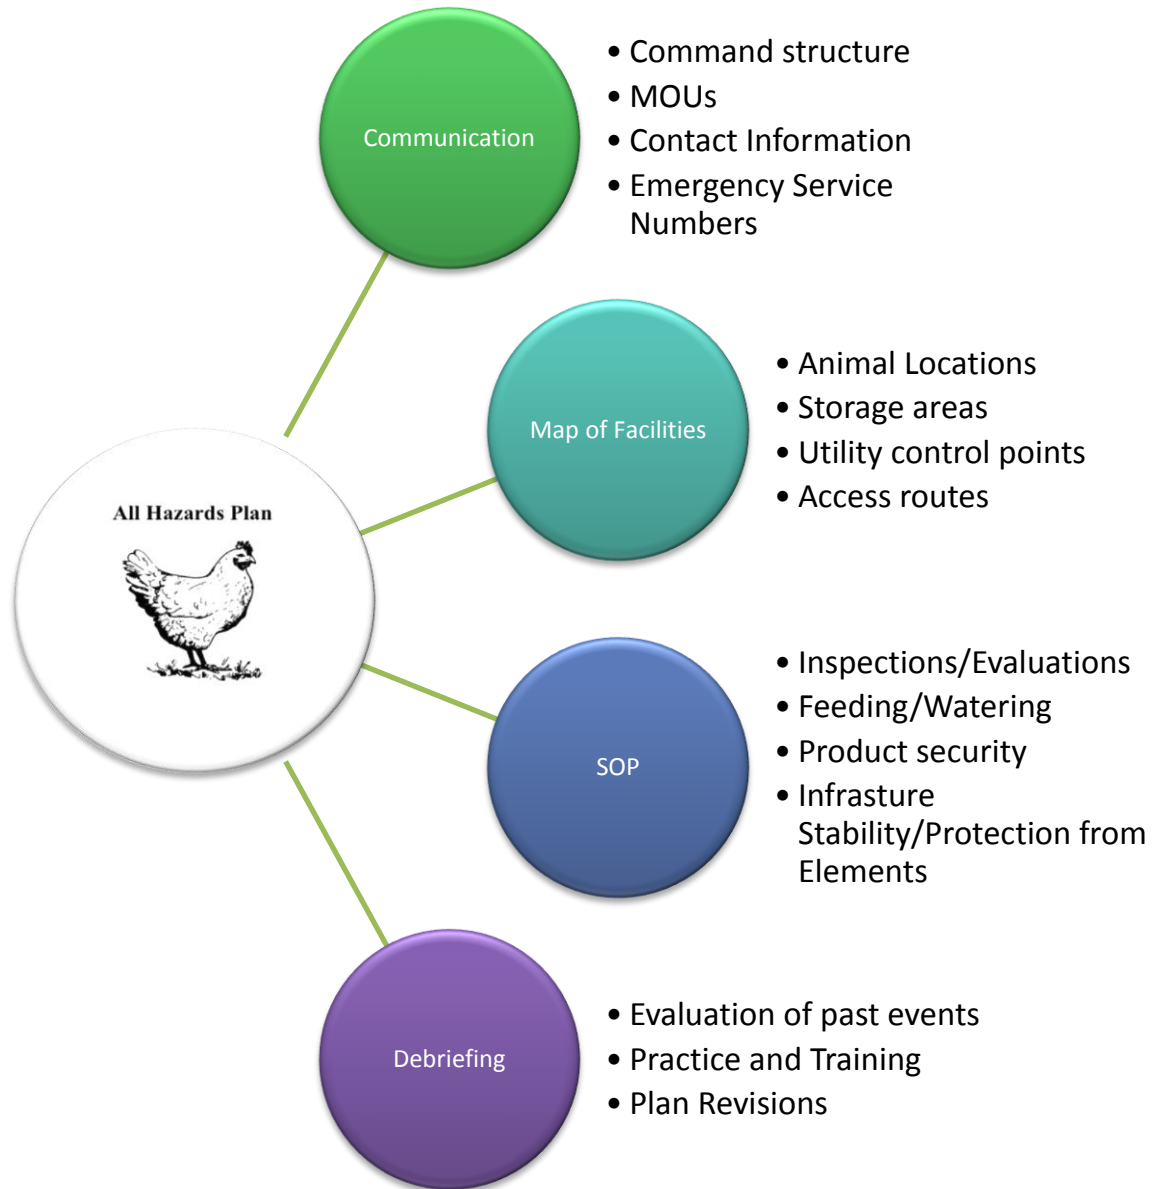 All Hazards Plan
Communication
• Command structure
• MOUs
• Contact Information
• Emergency Service
Numbers
Map of Facilities
• Animal Locations
• Storage areas
• Utility control points
• Access routes
SOP
• Inspections/Evaluations
• Feeding/Watering
• Product security
• Infrasture
Stability/Protection from
Elements
Debriefing
• Evaluation of past events
• Practice and Training
• Plan Revisions